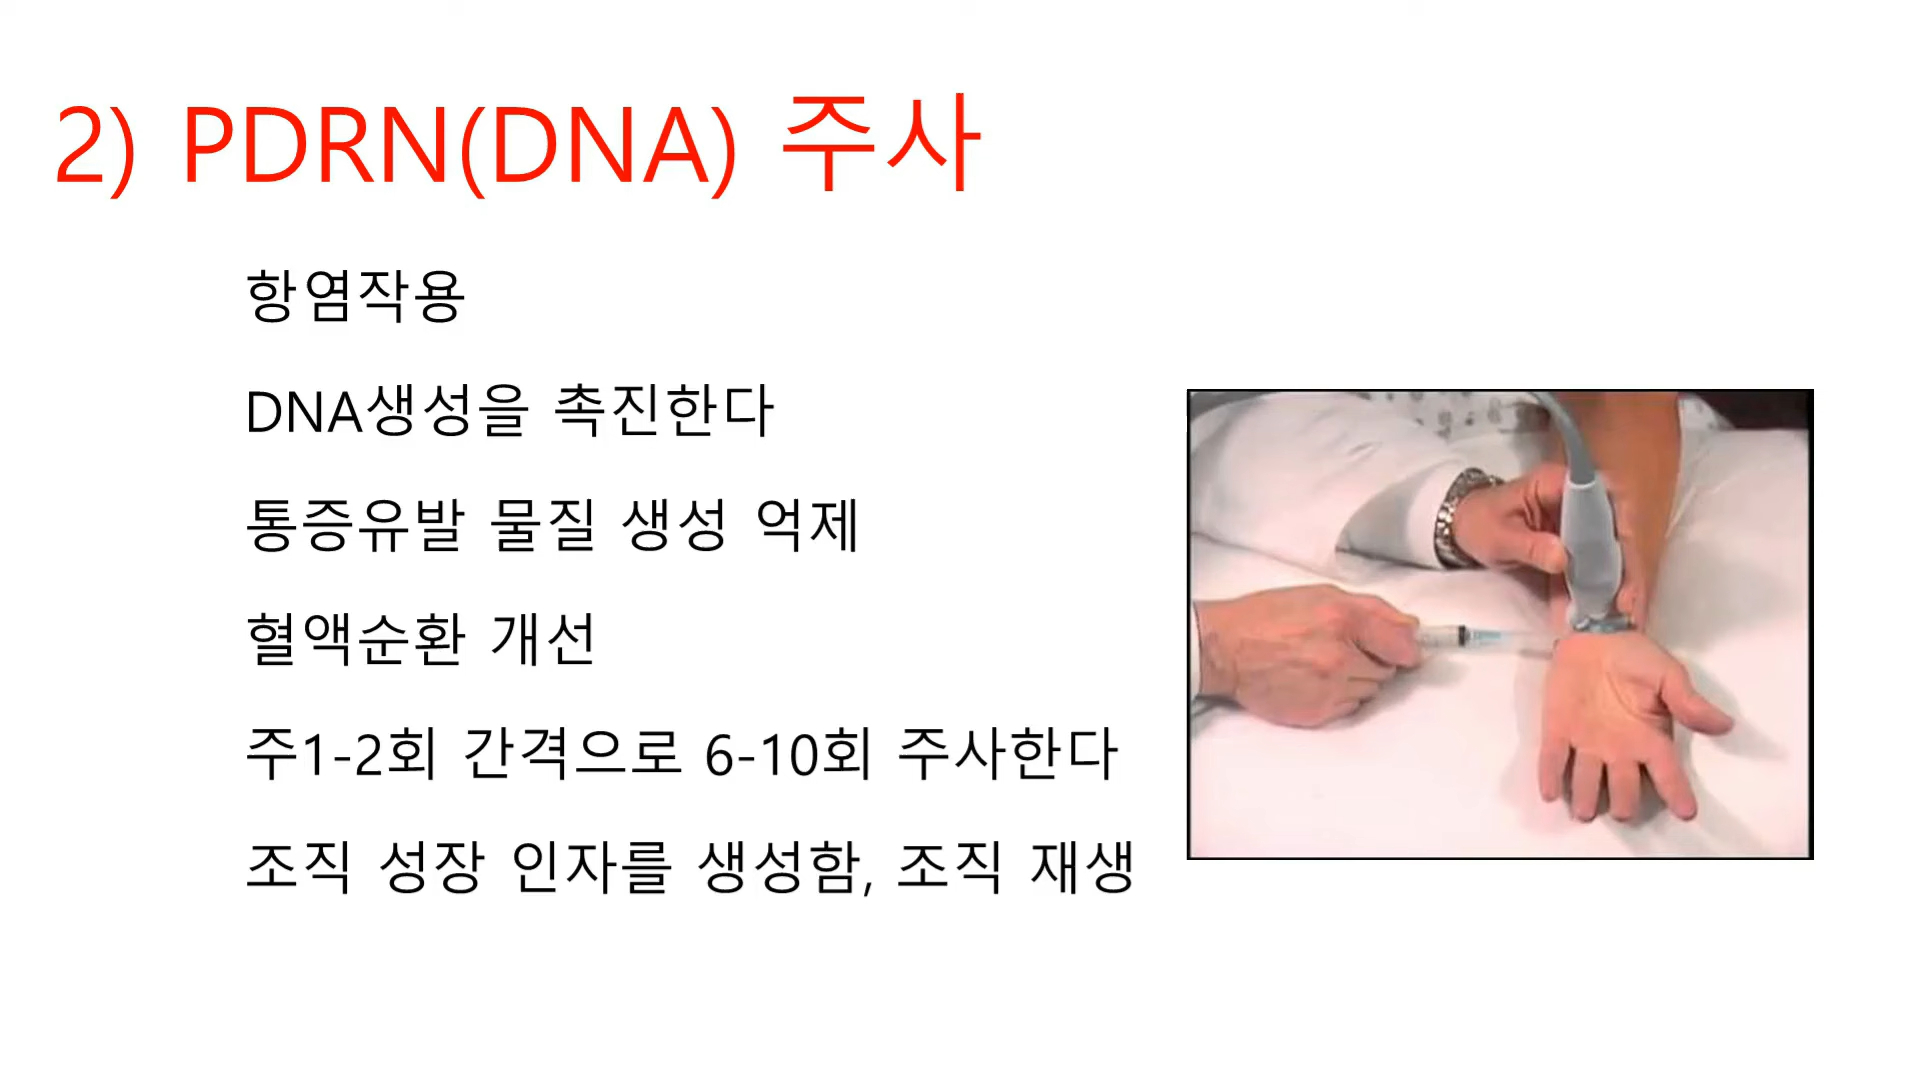 2) PDRN(DNA) 주사
항염작용
DNA생성을 촉진한다
통증유발 물질 생성 억제
혈액순환 개선
주1-2회 간격으로 6-10회 주사한다
조직 성장 인자를 생성함, 조직 재생